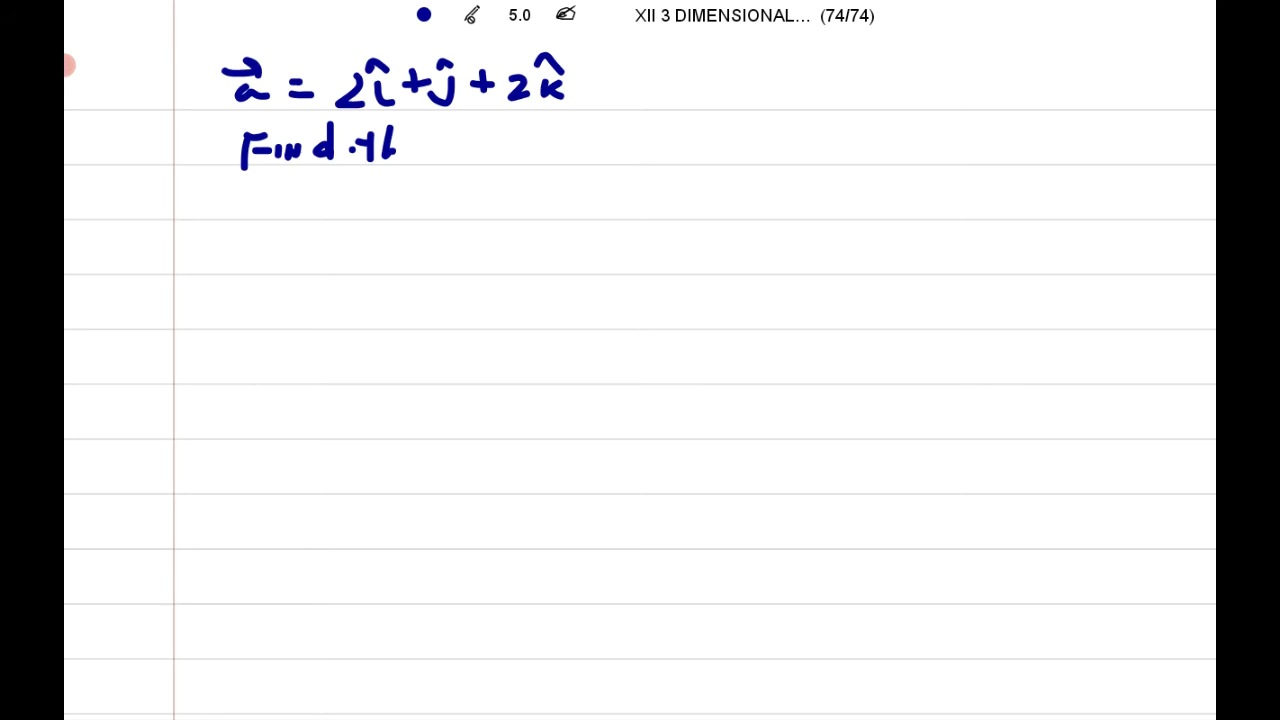 5.0 XII 3 DIMENSIONAL... (74/74)
a⃗ = 2î + ĵ + 2k̂
Find